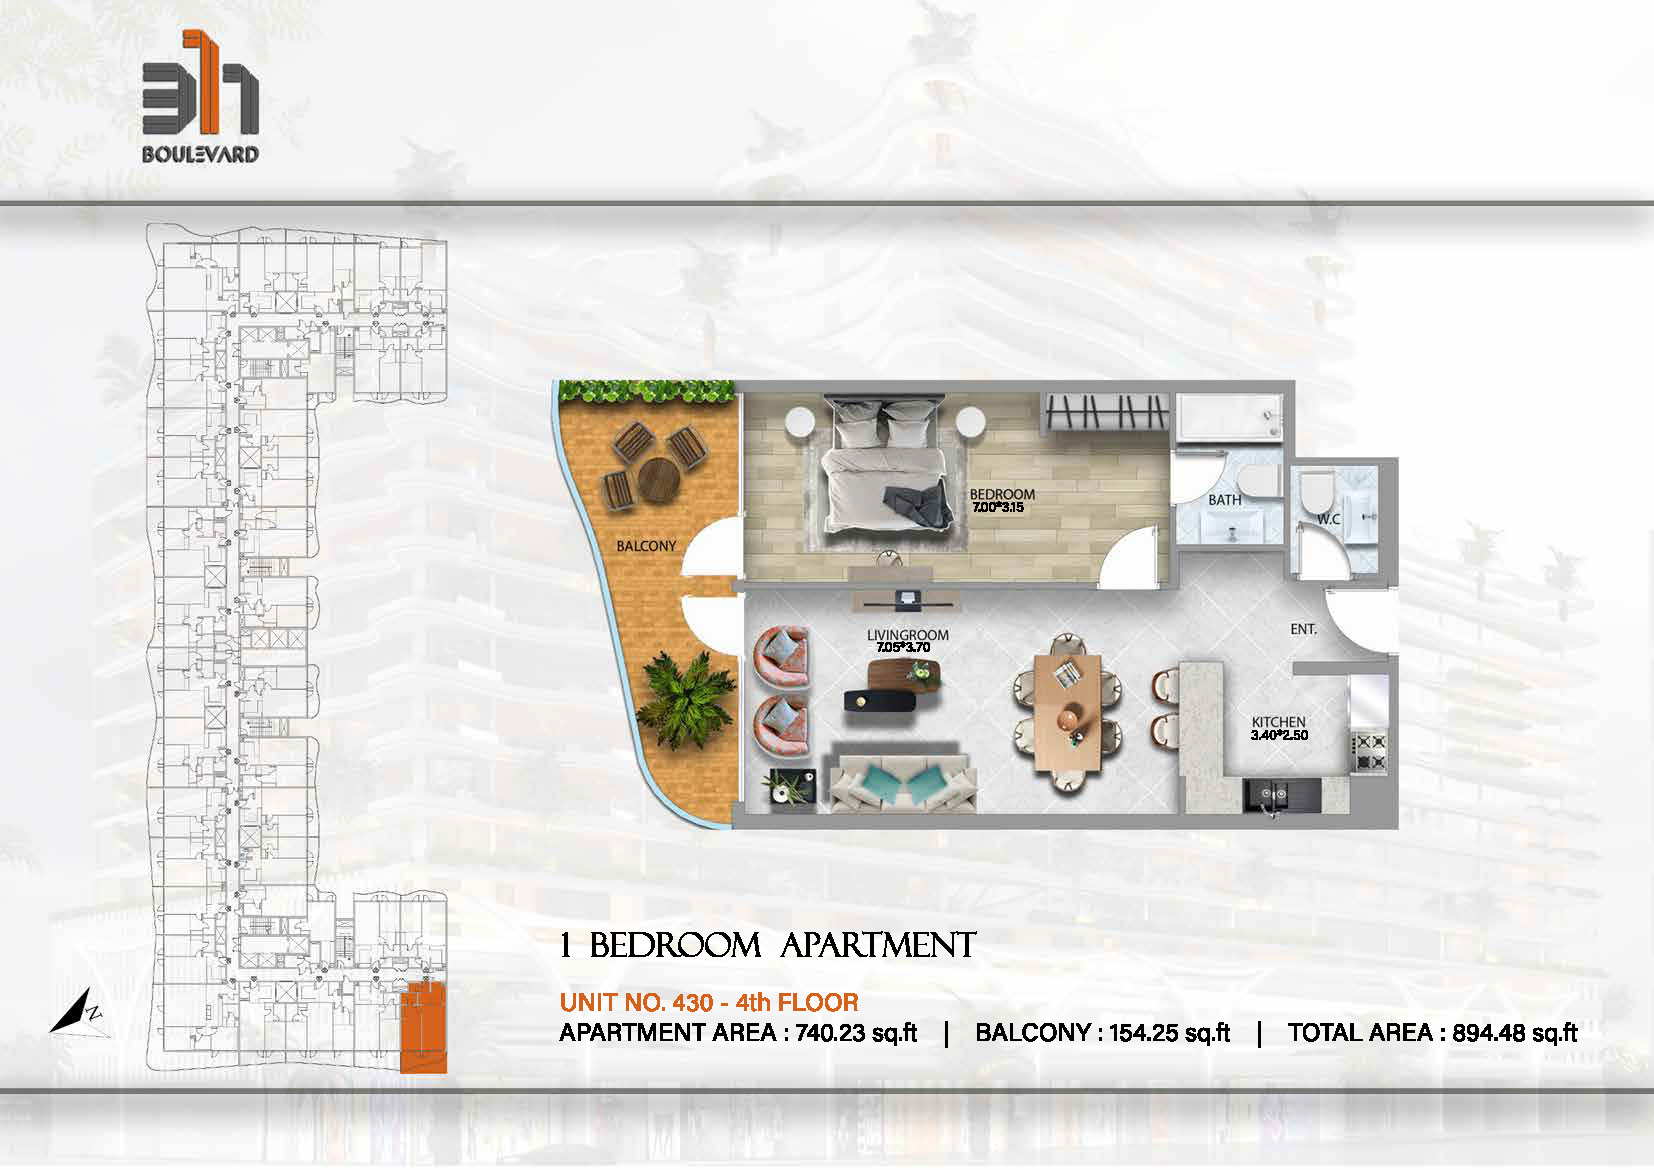 311
BOULEVARD
BEDROOM
7.00*3.15
BATH
W.C
BALCONY
ENT.
LIVINGROOM
7.05*3.70
KITCHEN
3.40*2.50
1 BEDROOM APARTMENT
Z
UNIT NO. 430 - 4th FLOOR
APARTMENT AREA : 740.23 sq.ft | BALCONY : 154.25 sq.ft | TOTAL AREA : 894.48 sq.ft